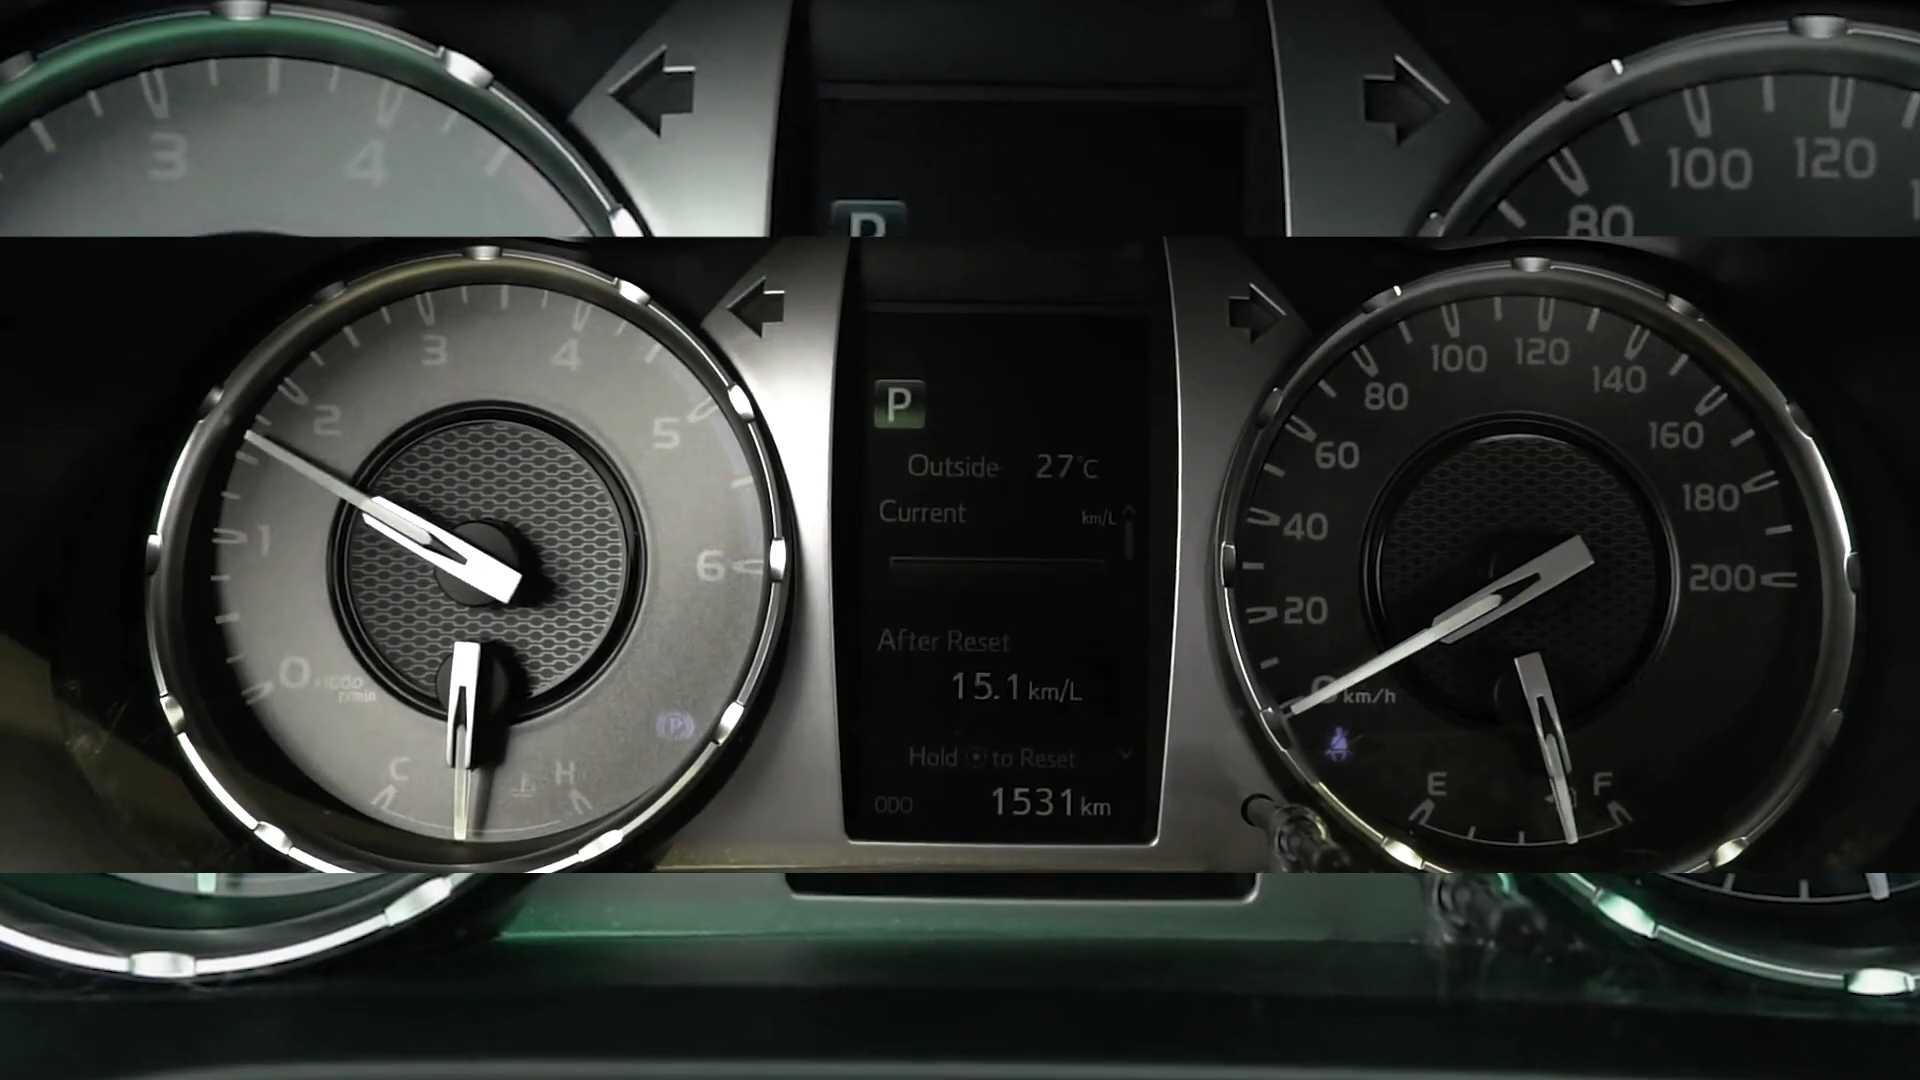 3 4
100 120
80
P
3 4
2 5
1 6
0 ×1000
r/min
C H
P
Outside 27°C
Current km/L
After Reset
15.1 km/L
Hold to Reset
ODO 1531 km
100 120
80 140
60 160
40 180
20 200
0 km/h
E F